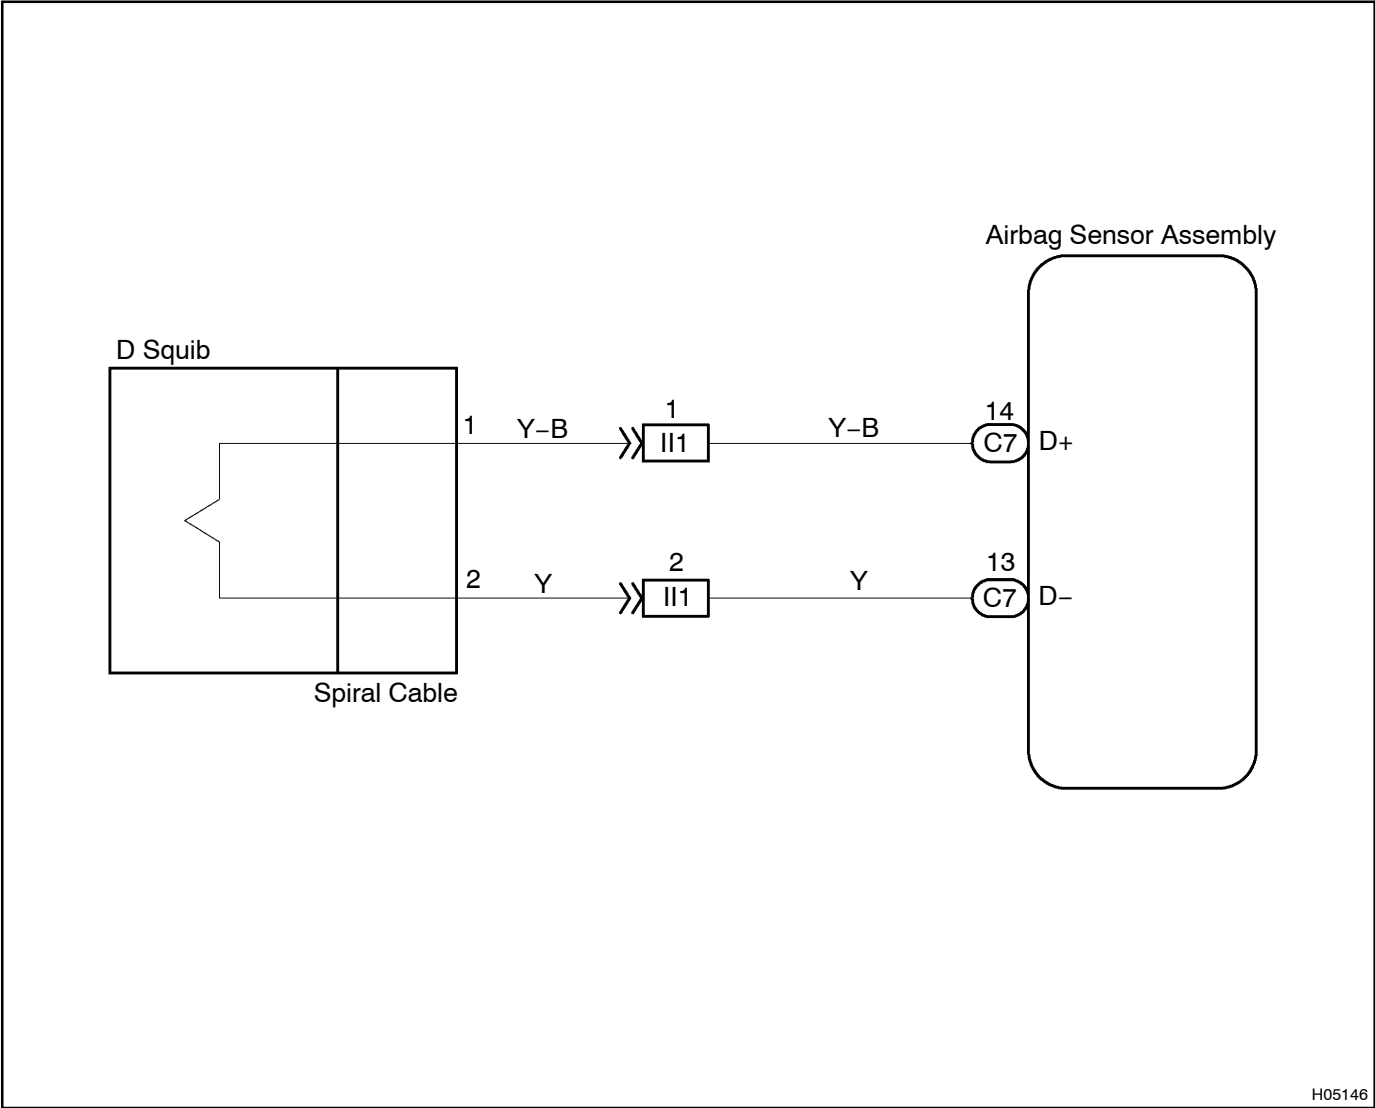 Airbag Sensor Assembly
D Squib
1 Y–B 1 II1 Y–B 14 C7 D+
2 Y 2 II1 Y 13 C7 D–
Spiral Cable
H05146